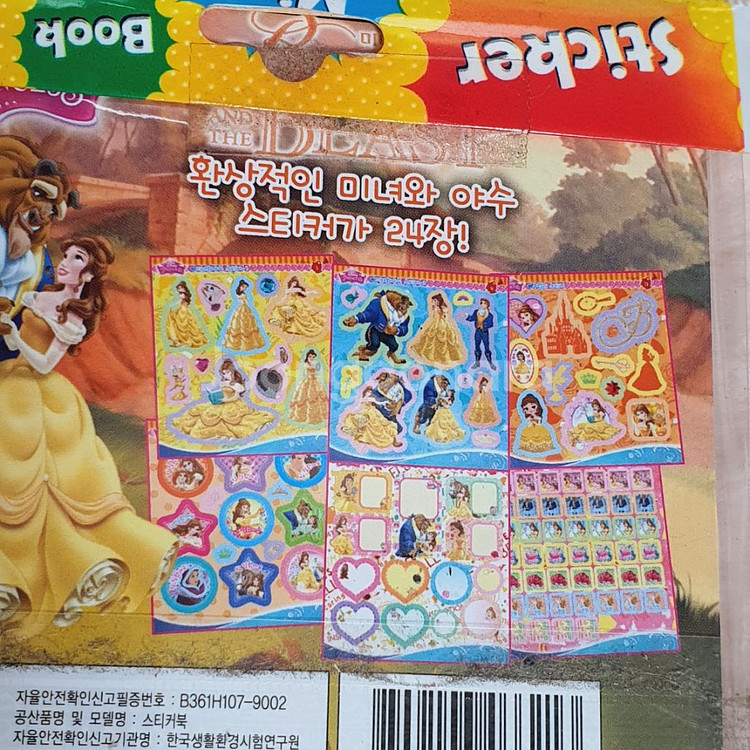 Sticker
Book
미
AND
THE BEAST
환상적인 미녀와 야수
스티커가 24장!
자율안전확인신고필증번호 : B361H107-9002
공산품명 및 모델명 : 스티커북
자율안전확인신고기관명 : 한국생활환경시험연구원